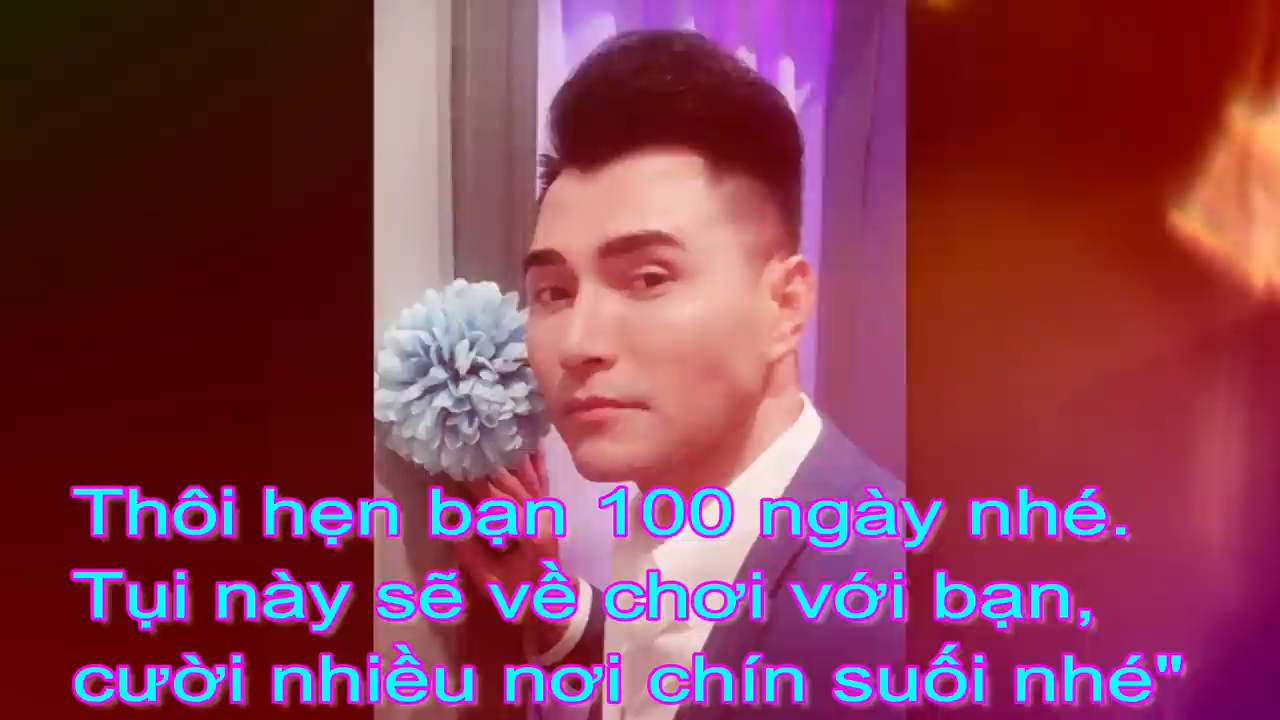 Thôi hẹn bạn 100 ngày nhé.
Tụi này sẽ về chơi với bạn,
cười nhiều nơi chín suối nhé"